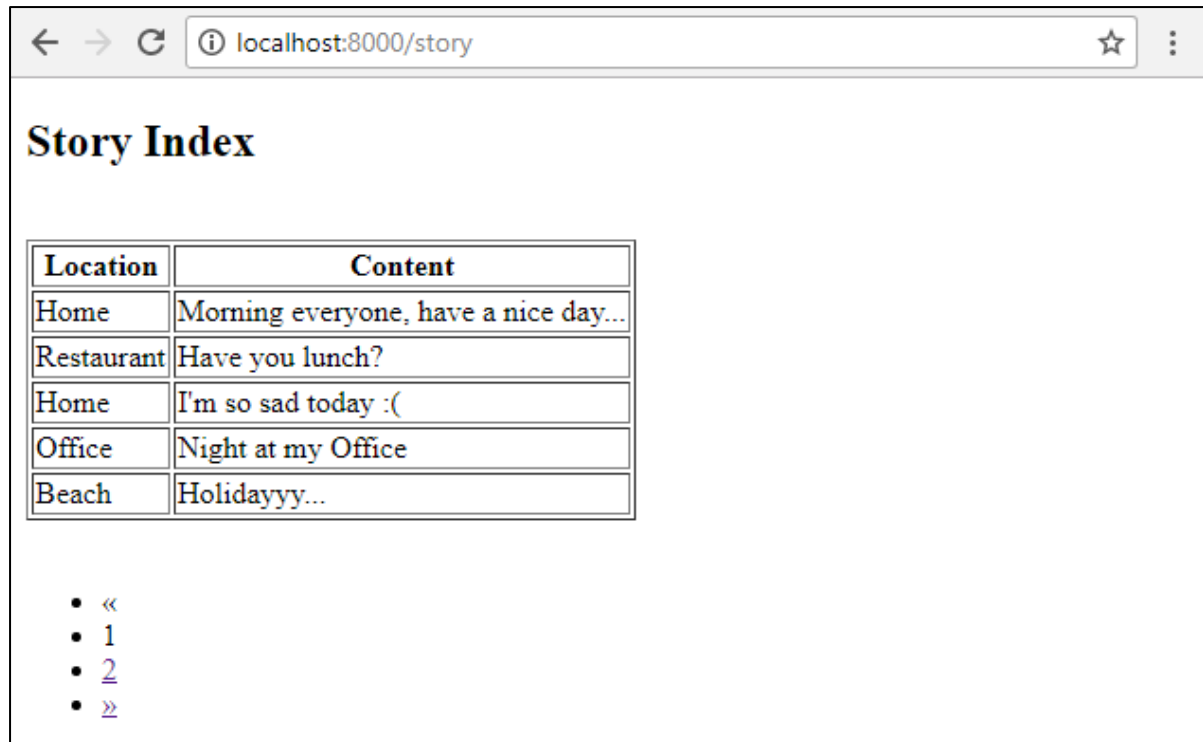 localhost:8000/story
Story Index
Location Content
Home Morning everyone, have a nice day...
Restaurant Have you lunch?
Home I'm so sad today :(
Office Night at my Office
Beach Holidayyy...
«
1
2
»